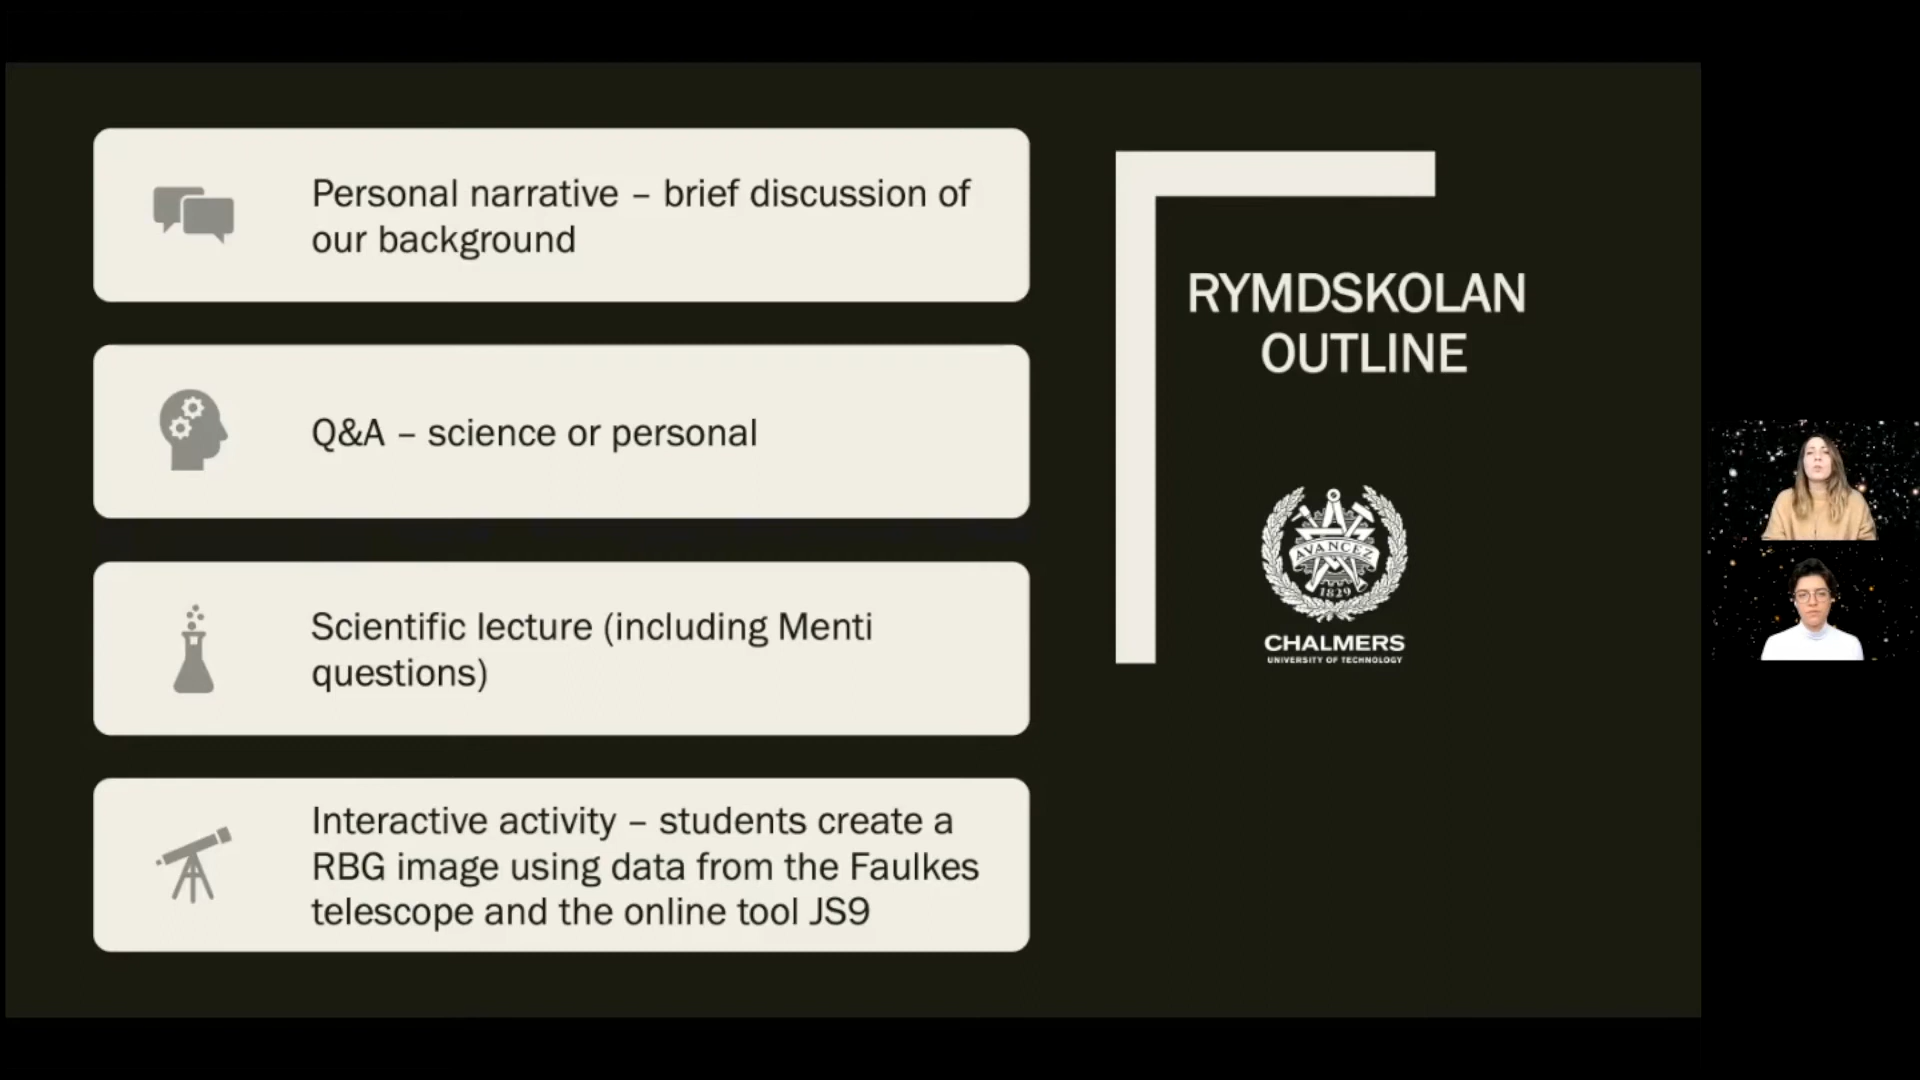 Personal narrative – brief discussion of
our background
Q&A – science or personal
Scientific lecture (including Menti
questions)
Interactive activity – students create a
RBG image using data from the Faulkes
telescope and the online tool JS9
RYMDSKOLAN
OUTLINE
AVANCEZ
1829
CHALMERS
UNIVERSITY OF TECHNOLOGY